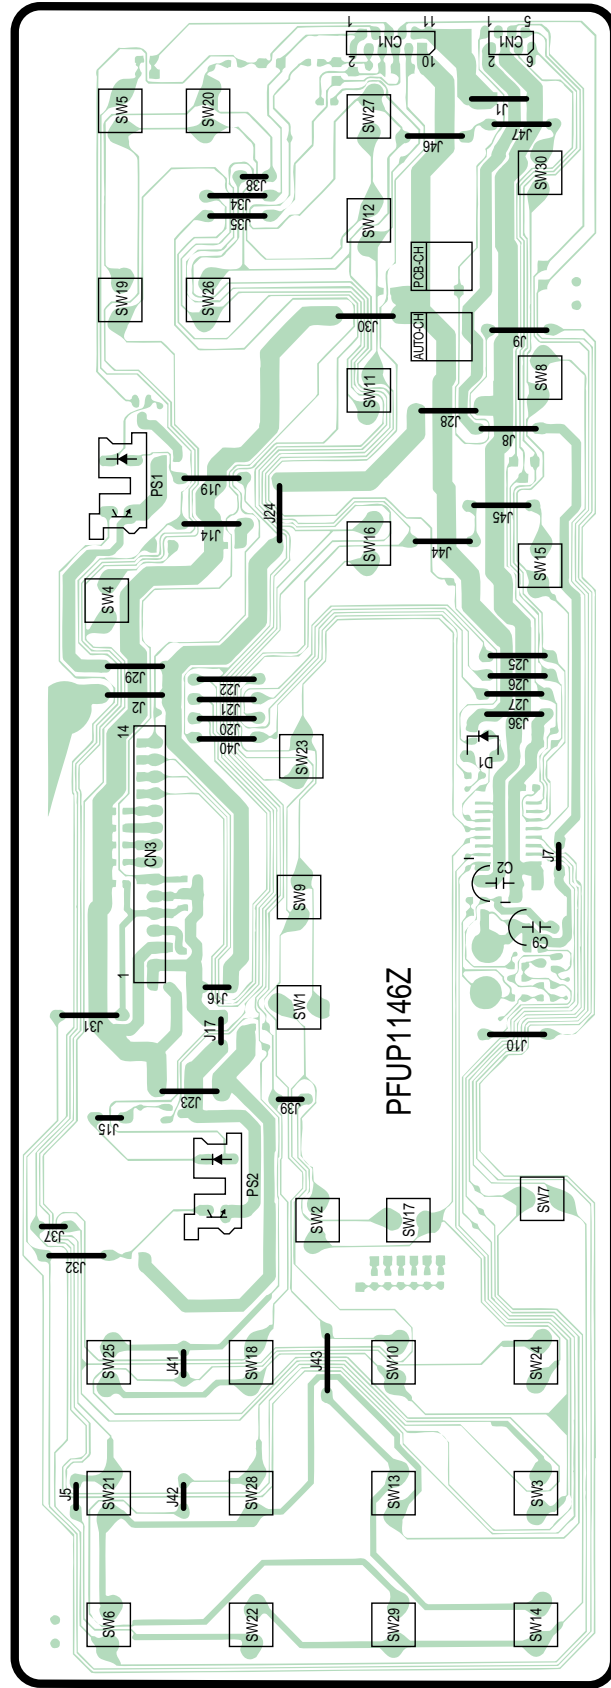 1
11
CN1
2
10
1
5
CN1
2
6
SW5
SW20
SW27
J1
J46
J47
SW30
J38
J34
J35
SW12
PCB-CH
SW19
SW26
J30
AUTO-CH
J9
SW11
SW8
J28
J8
PS1
J19
J24
J14
J45
SW16
J44
SW15
SW4
J29
J2
J22
J21
J20
J40
J25
J26
J27
J36
14
CN3
1
SW23
D1
J7
C2
SW9
C9
J16
SW1
J31
J17
PFUP1146Z
J10
J23
J39
J15
PS2
SW2
SW17
SW7
J37
J32
SW25
J41
SW18
J43
SW10
SW24
J5
SW21
J42
SW28
SW13
SW3
SW6
SW22
SW29
SW14